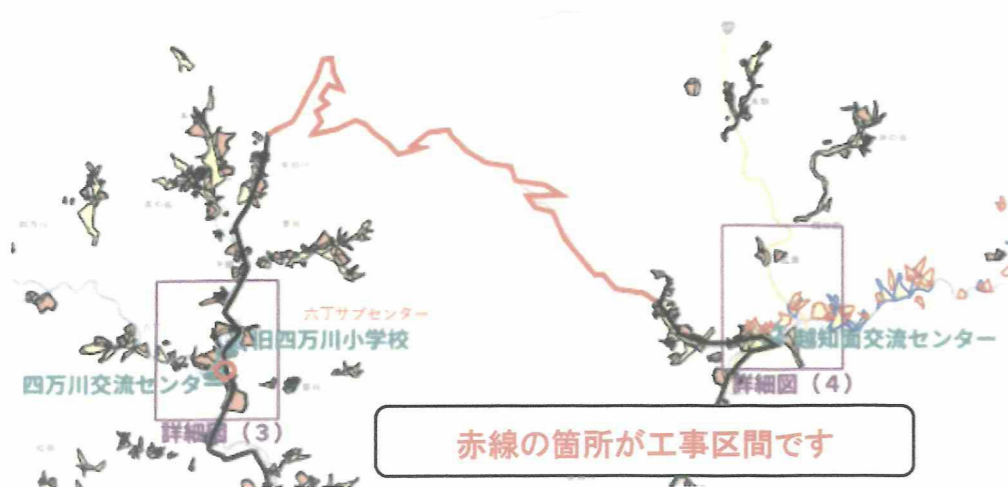 六丁サブセンター
旧四万川小学校
越知面交流センター
四万川交流センター
詳細図（4）
詳細図（3）
赤線の箇所が工事区間です